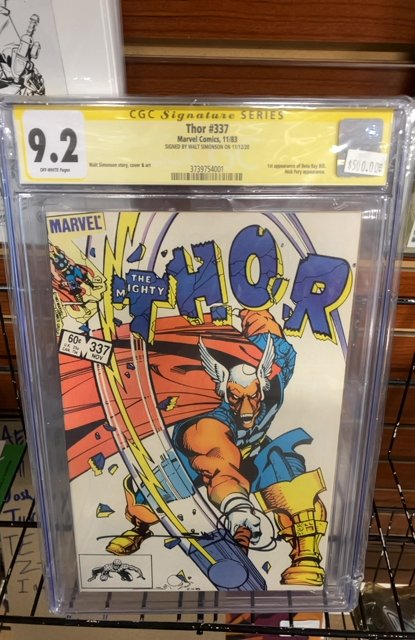 CGC Signature SERIES
9.2
OFF-WHITE Pages
Thor #337
Marvel Comics, 11/83
SIGNED BY WALT SIMONSON ON 11/12/20
Walt Simonson story, cover & art
1st appearance of Beta Ray Bill.
Nick Fury appearance.
3739754001
$500.00
MARVEL
THE MIGHTY THOR
60¢
337
NOV